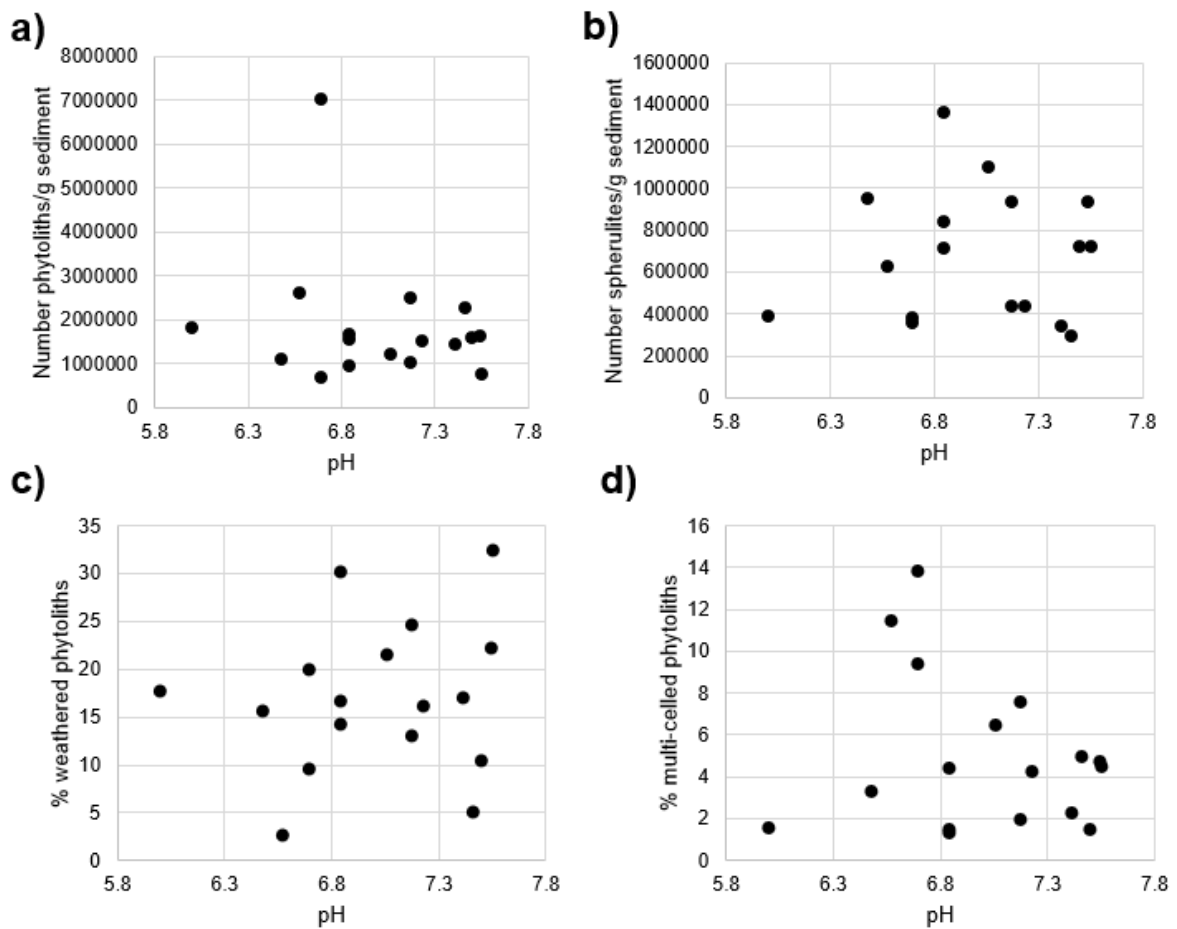 a)
Number phytoliths/g sediment
8000000
7000000
6000000
5000000
4000000
3000000
2000000
1000000
0
5.8 6.3 6.8 7.3 7.8
pH
b)
Number spherulites/g sediment
1600000
1400000
1200000
1000000
800000
600000
400000
200000
0
5.8 6.3 6.8 7.3 7.8
pH
c)
% weathered phytoliths
35
30
25
20
15
10
5
0
5.8 6.3 6.8 7.3 7.8
pH
d)
% multi-celled phytoliths
16
14
12
10
8
6
4
2
0
5.8 6.3 6.8 7.3 7.8
pH